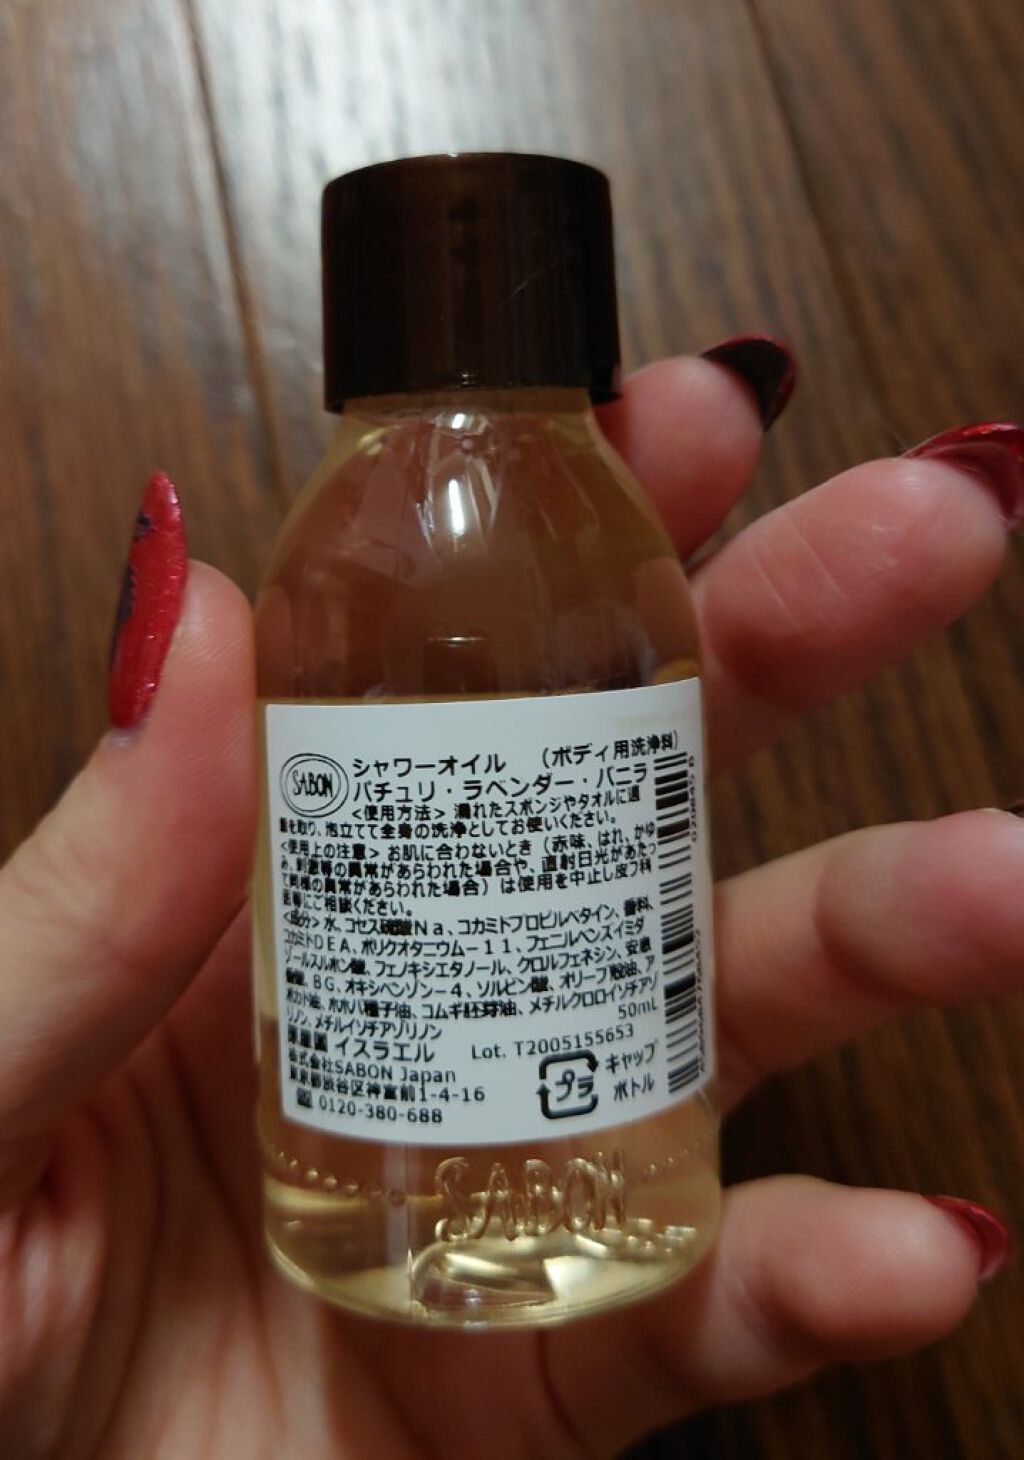 SABON
シャワーオイル （ボディ用洗浄料）
パチュリ・ラベンダー・バニラ
<使用方法> 濡れたスポンジやタオルに適
量を取り、泡立てて全身の洗浄としてお使いください。
<使用上の注意> お肌に合わないとき（赤味、はれ、かゆ
み、刺激等の異常があらわれた場合や、直射日光があたっ
て同様の異常があらわれた場合）は使用を中止し皮フ科
医等にご相談ください。
<成分> 水、コセス硫酸Na、コカミドプロピルベタイン、香料、
コカミドDEA、ポリクオタニウム－11、フェニルベンズイミダ
ゾールスルホン酸、フェノキシエタノール、クロルフェネシン、安息
香酸、BG、オキシベンゾン－4、ソルビン酸、オリーブ果実油、ア
ボカド油、ホホバ種子油、コムギ胚芽油、メチルクロロイソチアゾ
リノン、メチルイソチアゾリノン
50mL
原産国 イスラエル Lot. T2005155653
株式会社SABON Japan
東京都渋谷区神宮前1-4-16
0120-380-688
プラ
キャップ
ボトル
SABON